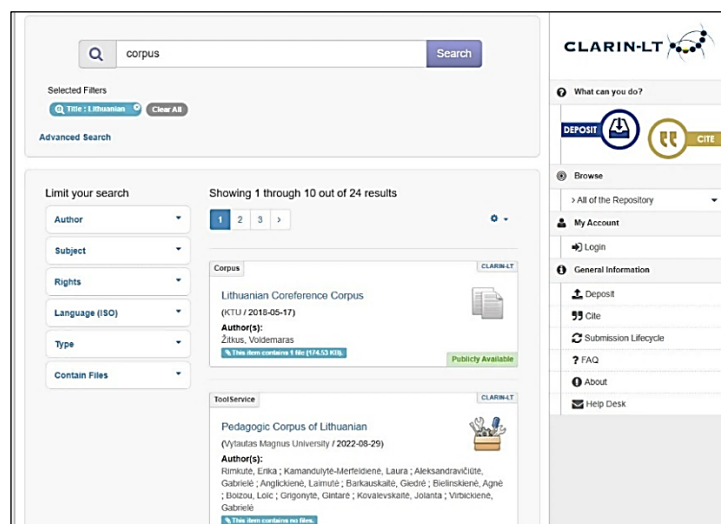 corpus
Search
Selected Filters
Title : Lithuanian
Clear All
Advanced Search
Limit your search
Author
Subject
Rights
Language (ISO)
Type
Contain Files
Showing 1 through 10 out of 24 results
1 2 3 >
Corpus
CLARIN-LT
Lithuanian Coreference Corpus
(KTU / 2018-05-17)
Author(s):
Žitkus, Voldemaras
This item contains 1 file (174.53 KB).
Publicly Available
ToolService
CLARIN-LT
Pedagogic Corpus of Lithuanian
(Vytautas Magnus University / 2022-08-29)
Author(s):
Rimkutė, Erika ; Kamandulytė-Merfeldienė, Laura ; Aleksandravičiūtė,
Gabrielė ; Anglickienė, Laimutė ; Barkauskaitė, Giedrė ; Bielinskienė, Agnė
; Boizou, Loïc ; Grigonytė, Gintarė ; Kovalevskaitė, Jolanta ; Virbickienė,
Gabrielė
This item contains no files.
CLARIN-LT
What can you do?
DEPOSIT
CITE
Browse
> All of the Repository
My Account
Login
General Information
Deposit
Cite
Submission Lifecycle
FAQ
About
Help Desk